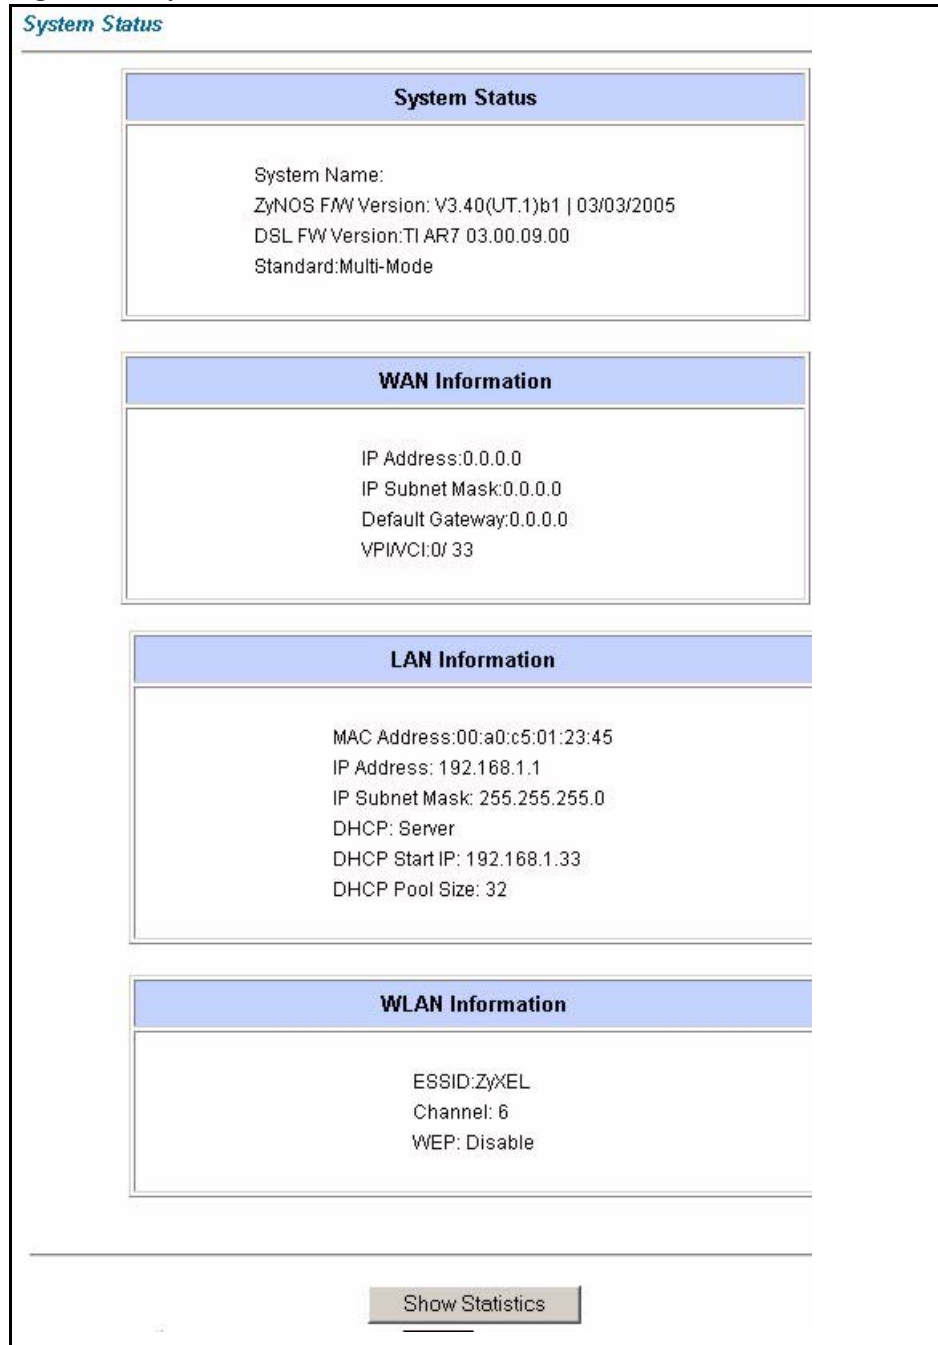 System Status
System Status
System Name:
ZyNOS F/W Version: V3.40(UT.1)b1 | 03/03/2005
DSL FW Version:TI AR7 03.00.09.00
Standard:Multi-Mode
WAN Information
IP Address:0.0.0.0
IP Subnet Mask:0.0.0.0
Default Gateway:0.0.0.0
VPI/VCI:0/ 33
LAN Information
MAC Address:00:a0:c5:01:23:45
IP Address: 192.168.1.1
IP Subnet Mask: 255.255.255.0
DHCP: Server
DHCP Start IP: 192.168.1.33
DHCP Pool Size: 32
WLAN Information
ESSID:ZyXEL
Channel: 6
WEP: Disable
Show Statistics